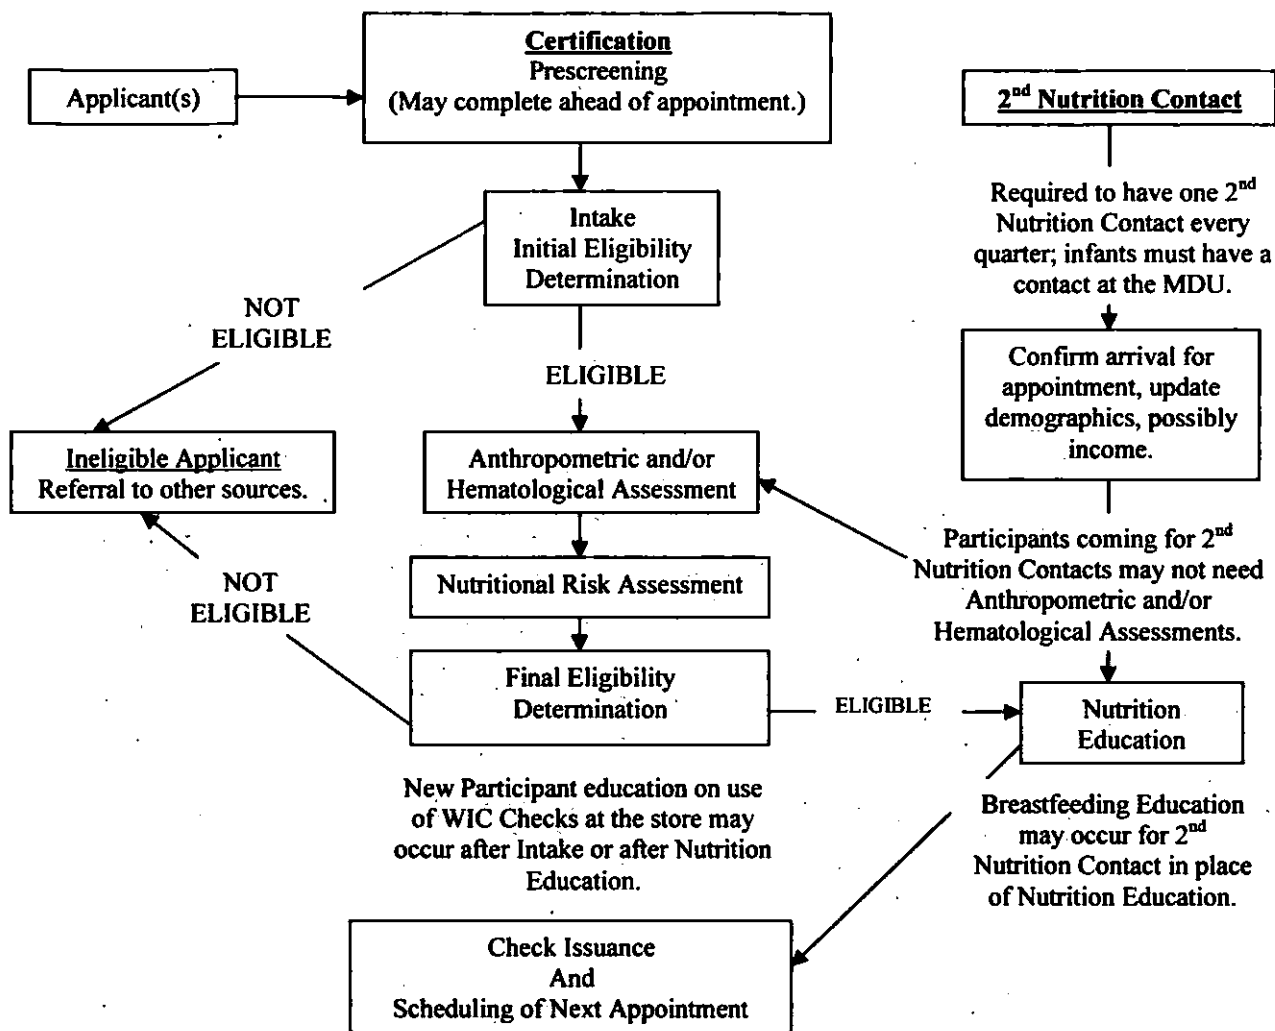 Applicant(s)
Certification
Prescreening
(May complete ahead of appointment.)
2nd Nutrition Contact
Intake
Initial Eligibility
Determination
Required to have one 2nd
Nutrition Contact every
quarter; infants must have a
contact at the MDU.
NOT
ELIGIBLE
ELIGIBLE
Confirm arrival for
appointment, update
demographics, possibly
income.
Ineligible Applicant
Referral to other sources.
Anthropometric and/or
Hematological Assessment
Participants coming for 2nd
Nutrition Contacts may not need
Anthropometric and/or
Hematological Assessments.
NOT
ELIGIBLE
Nutritional Risk Assessment
Final Eligibility
Determination
ELIGIBLE
Nutrition
Education
New Participant education on use
of WIC Checks at the store may
occur after Intake or after Nutrition
Education.
Breastfeeding Education
may occur for 2nd
Nutrition Contact in place
of Nutrition Education.
Check Issuance
And
Scheduling of Next Appointment